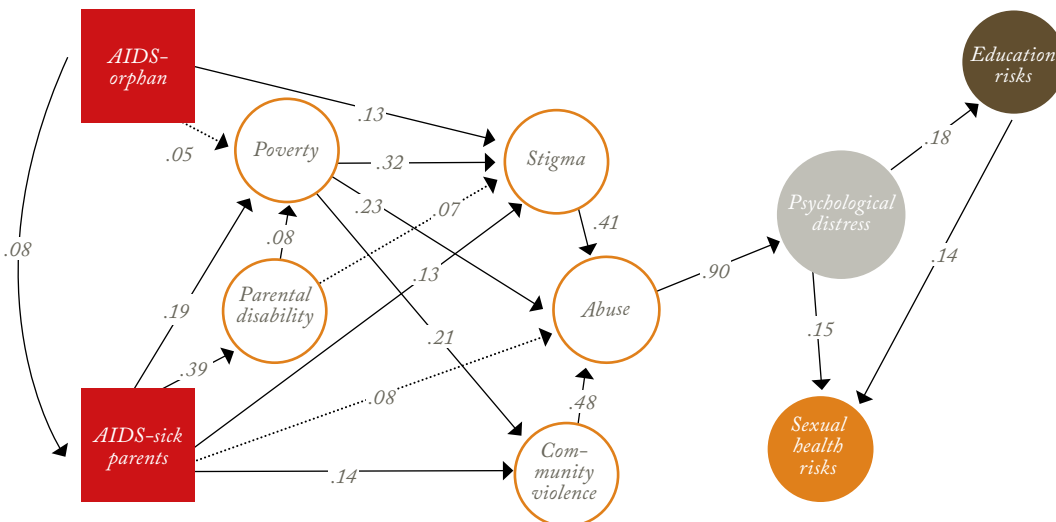 AIDS-
orphan
Education
risks
.13
Poverty
Stigma
.05
.32
.18
.23
.07
Psychological
distress
.41
.08
.08
.14
.90
.13
Parental
disability
Abuse
.19
.21
.15
.39
.08
.48
AIDS-sick
parents
Sexual
health
risks
Com-
munity
violence
.14